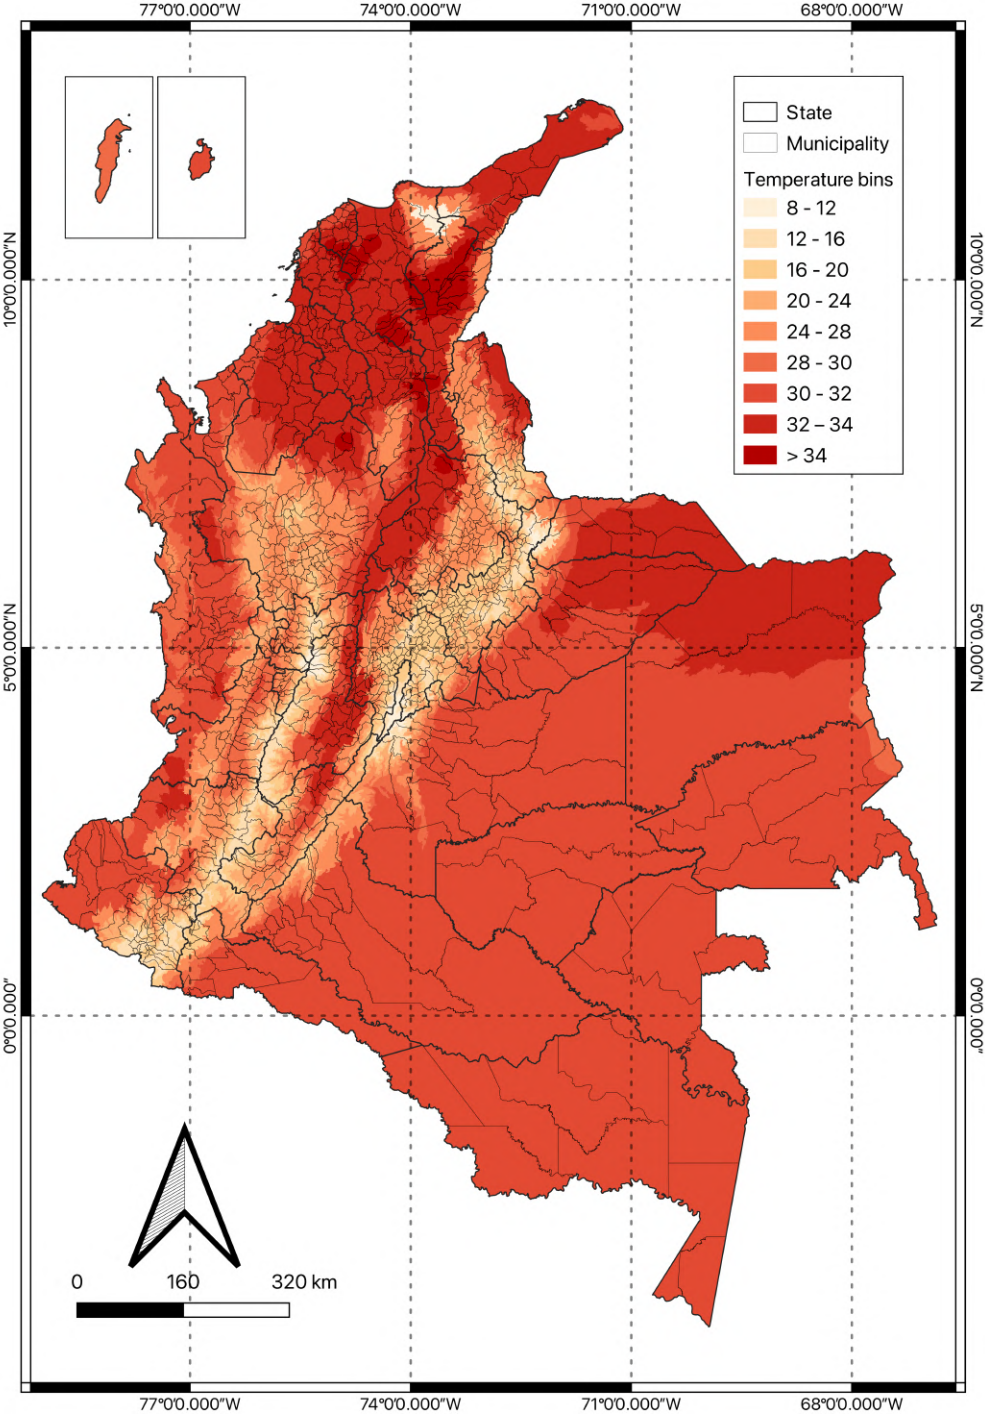 77°0'0.000"W 74°0'0.000"W 71°0'0.000"W 68°0'0.000"W
State
Municipality
Temperature bins
8 - 12
12 - 16
16 - 20
20 - 24
24 - 28
28 - 30
30 - 32
32 – 34
> 34
10°0'0.000"N 10°0'0.000"N
5°0'0.000"N 5°0'0.000"N
0°0'0.000" 0°0'0.000"
0 160 320 km
77°0'0.000"W 74°0'0.000"W 71°0'0.000"W 68°0'0.000"W